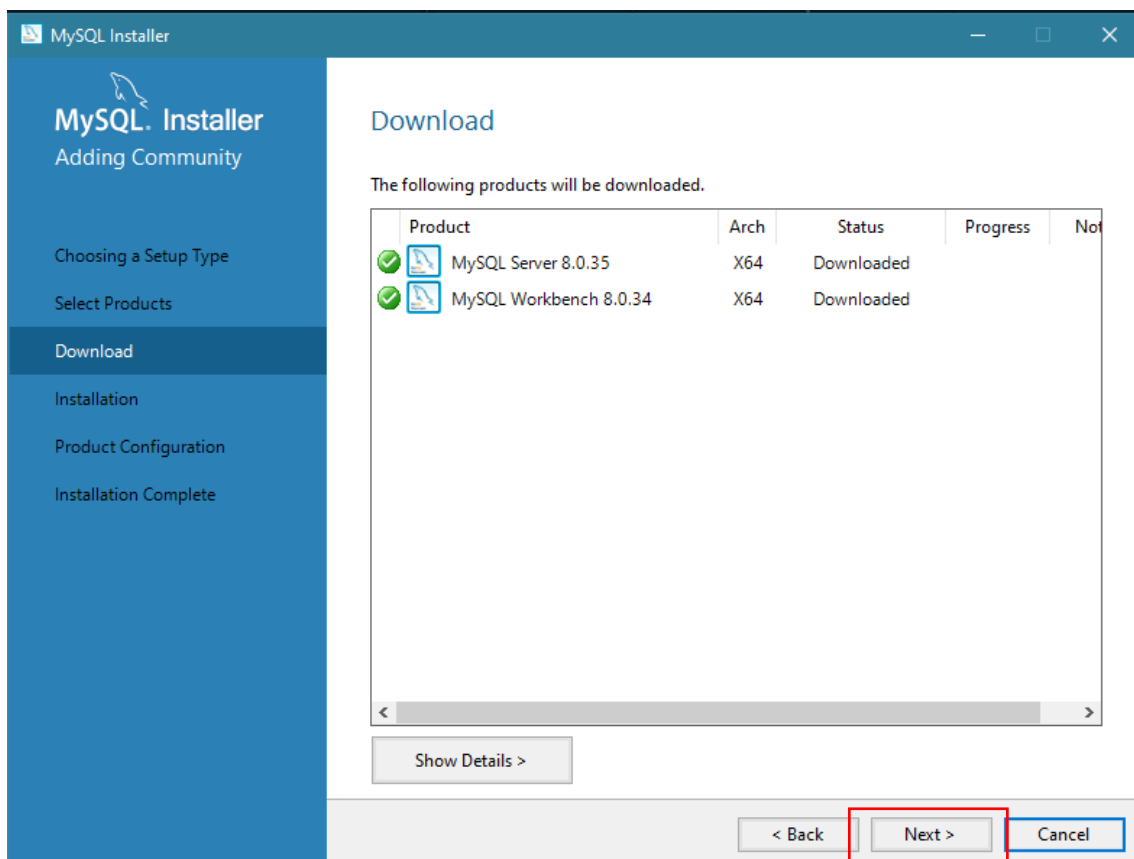 MySQL Installer
MySQL. Installer
Adding Community
Choosing a Setup Type
Select Products
Download
Installation
Product Configuration
Installation Complete
Download
The following products will be downloaded.
Product Arch Status Progress Not
MySQL Server 8.0.35 X64 Downloaded
MySQL Workbench 8.0.34 X64 Downloaded
Show Details >
< Back Next > Cancel